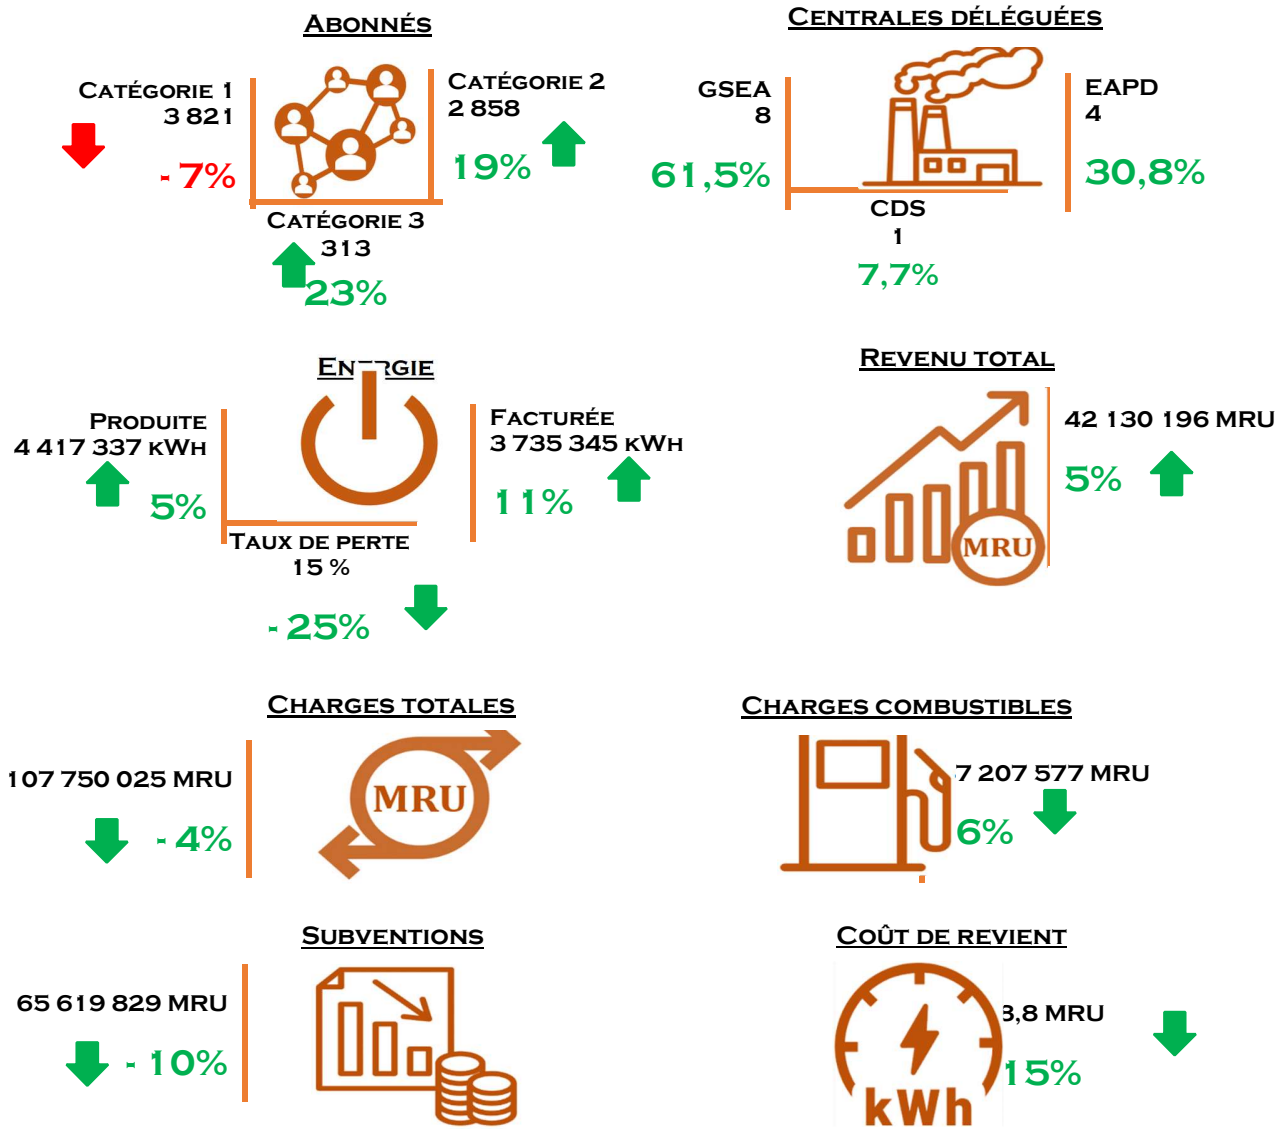 ABONNÉS
CATÉGORIE 1
3 821
- 7%
CATÉGORIE 2
2 858
19%
CATÉGORIE 3
313
23%
CENTRALES DÉLÉGUÉES
GSEA
8
61,5%
EAPD
4
30,8%
CDS
1
7,7%
PRODUITE
4 417 337 KWH
5%
FACTURÉE
3 735 345 KWH
11%
TAUX DE PERTE
15 %
- 25%
REVENU TOTAL
42 130 196 MRU
5%
MRU
CHARGES TOTALES
107 750 025 MRU
- 4%
MRU
CHARGES COMBUSTIBLES
7 207 577 MRU
6%
SUBVENTIONS
65 619 829 MRU
- 10%
COÛT DE REVIENT
8,8 MRU
15%
kWh